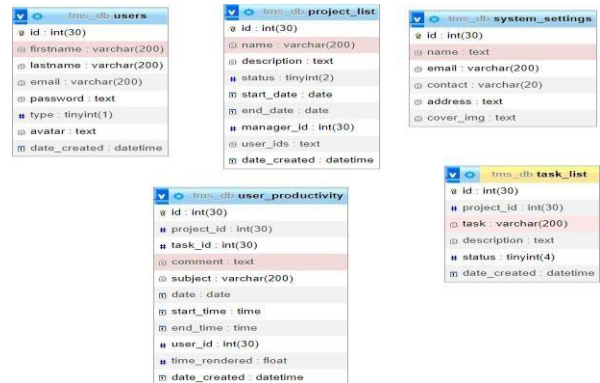 tms_db users
id : int(30)
firstname : varchar(200)
lastname : varchar(200)
email : varchar(200)
password : text
type : tinyint(1)
avatar : text
date_created : datetime
tms_db project_list
id : int(30)
name : varchar(200)
description : text
status : tinyint(2)
start_date : date
end_date : date
manager_id : int(30)
user_ids : text
date_created : datetime
tms_db system_settings
id : int(30)
name : text
email : varchar(200)
contact : varchar(20)
address : text
cover_img : text
tms_db user_productivity
id : int(30)
project_id : int(30)
task_id : int(30)
comment : text
subject : varchar(200)
date : date
start_time : time
end_time : time
user_id : int(30)
time_rendered : float
date_created : datetime
tms_db task_list
id : int(30)
project_id : int(30)
task : varchar(200)
description : text
status : tinyint(4)
date_created : datetime